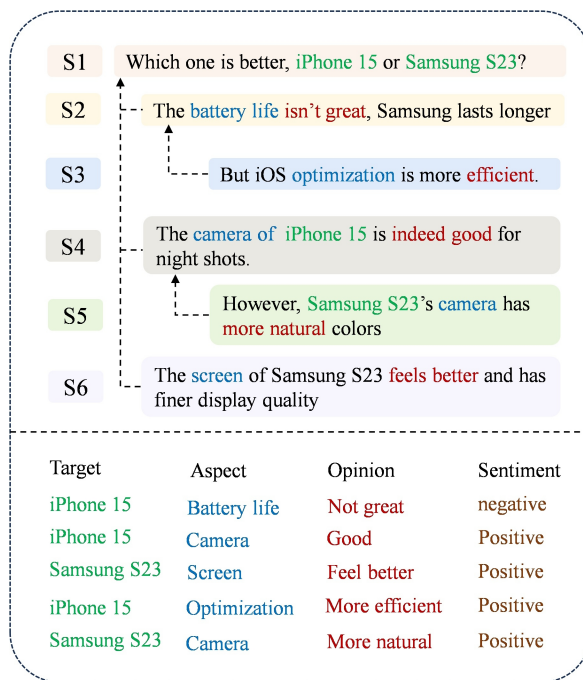 S1 Which one is better, iPhone 15 or Samsung S23?
S2 The battery life isn't great, Samsung lasts longer
S3 But iOS optimization is more efficient.
S4 The camera of iPhone 15 is indeed good for
night shots.
S5 However, Samsung S23's camera has
more natural colors
S6 The screen of Samsung S23 feels better and has
finer display quality
Target Aspect Opinion Sentiment
iPhone 15 Battery life Not great negative
iPhone 15 Camera Good Positive
Samsung S23 Screen Feel better Positive
iPhone 15 Optimization More efficient Positive
Samsung S23 Camera More natural Positive